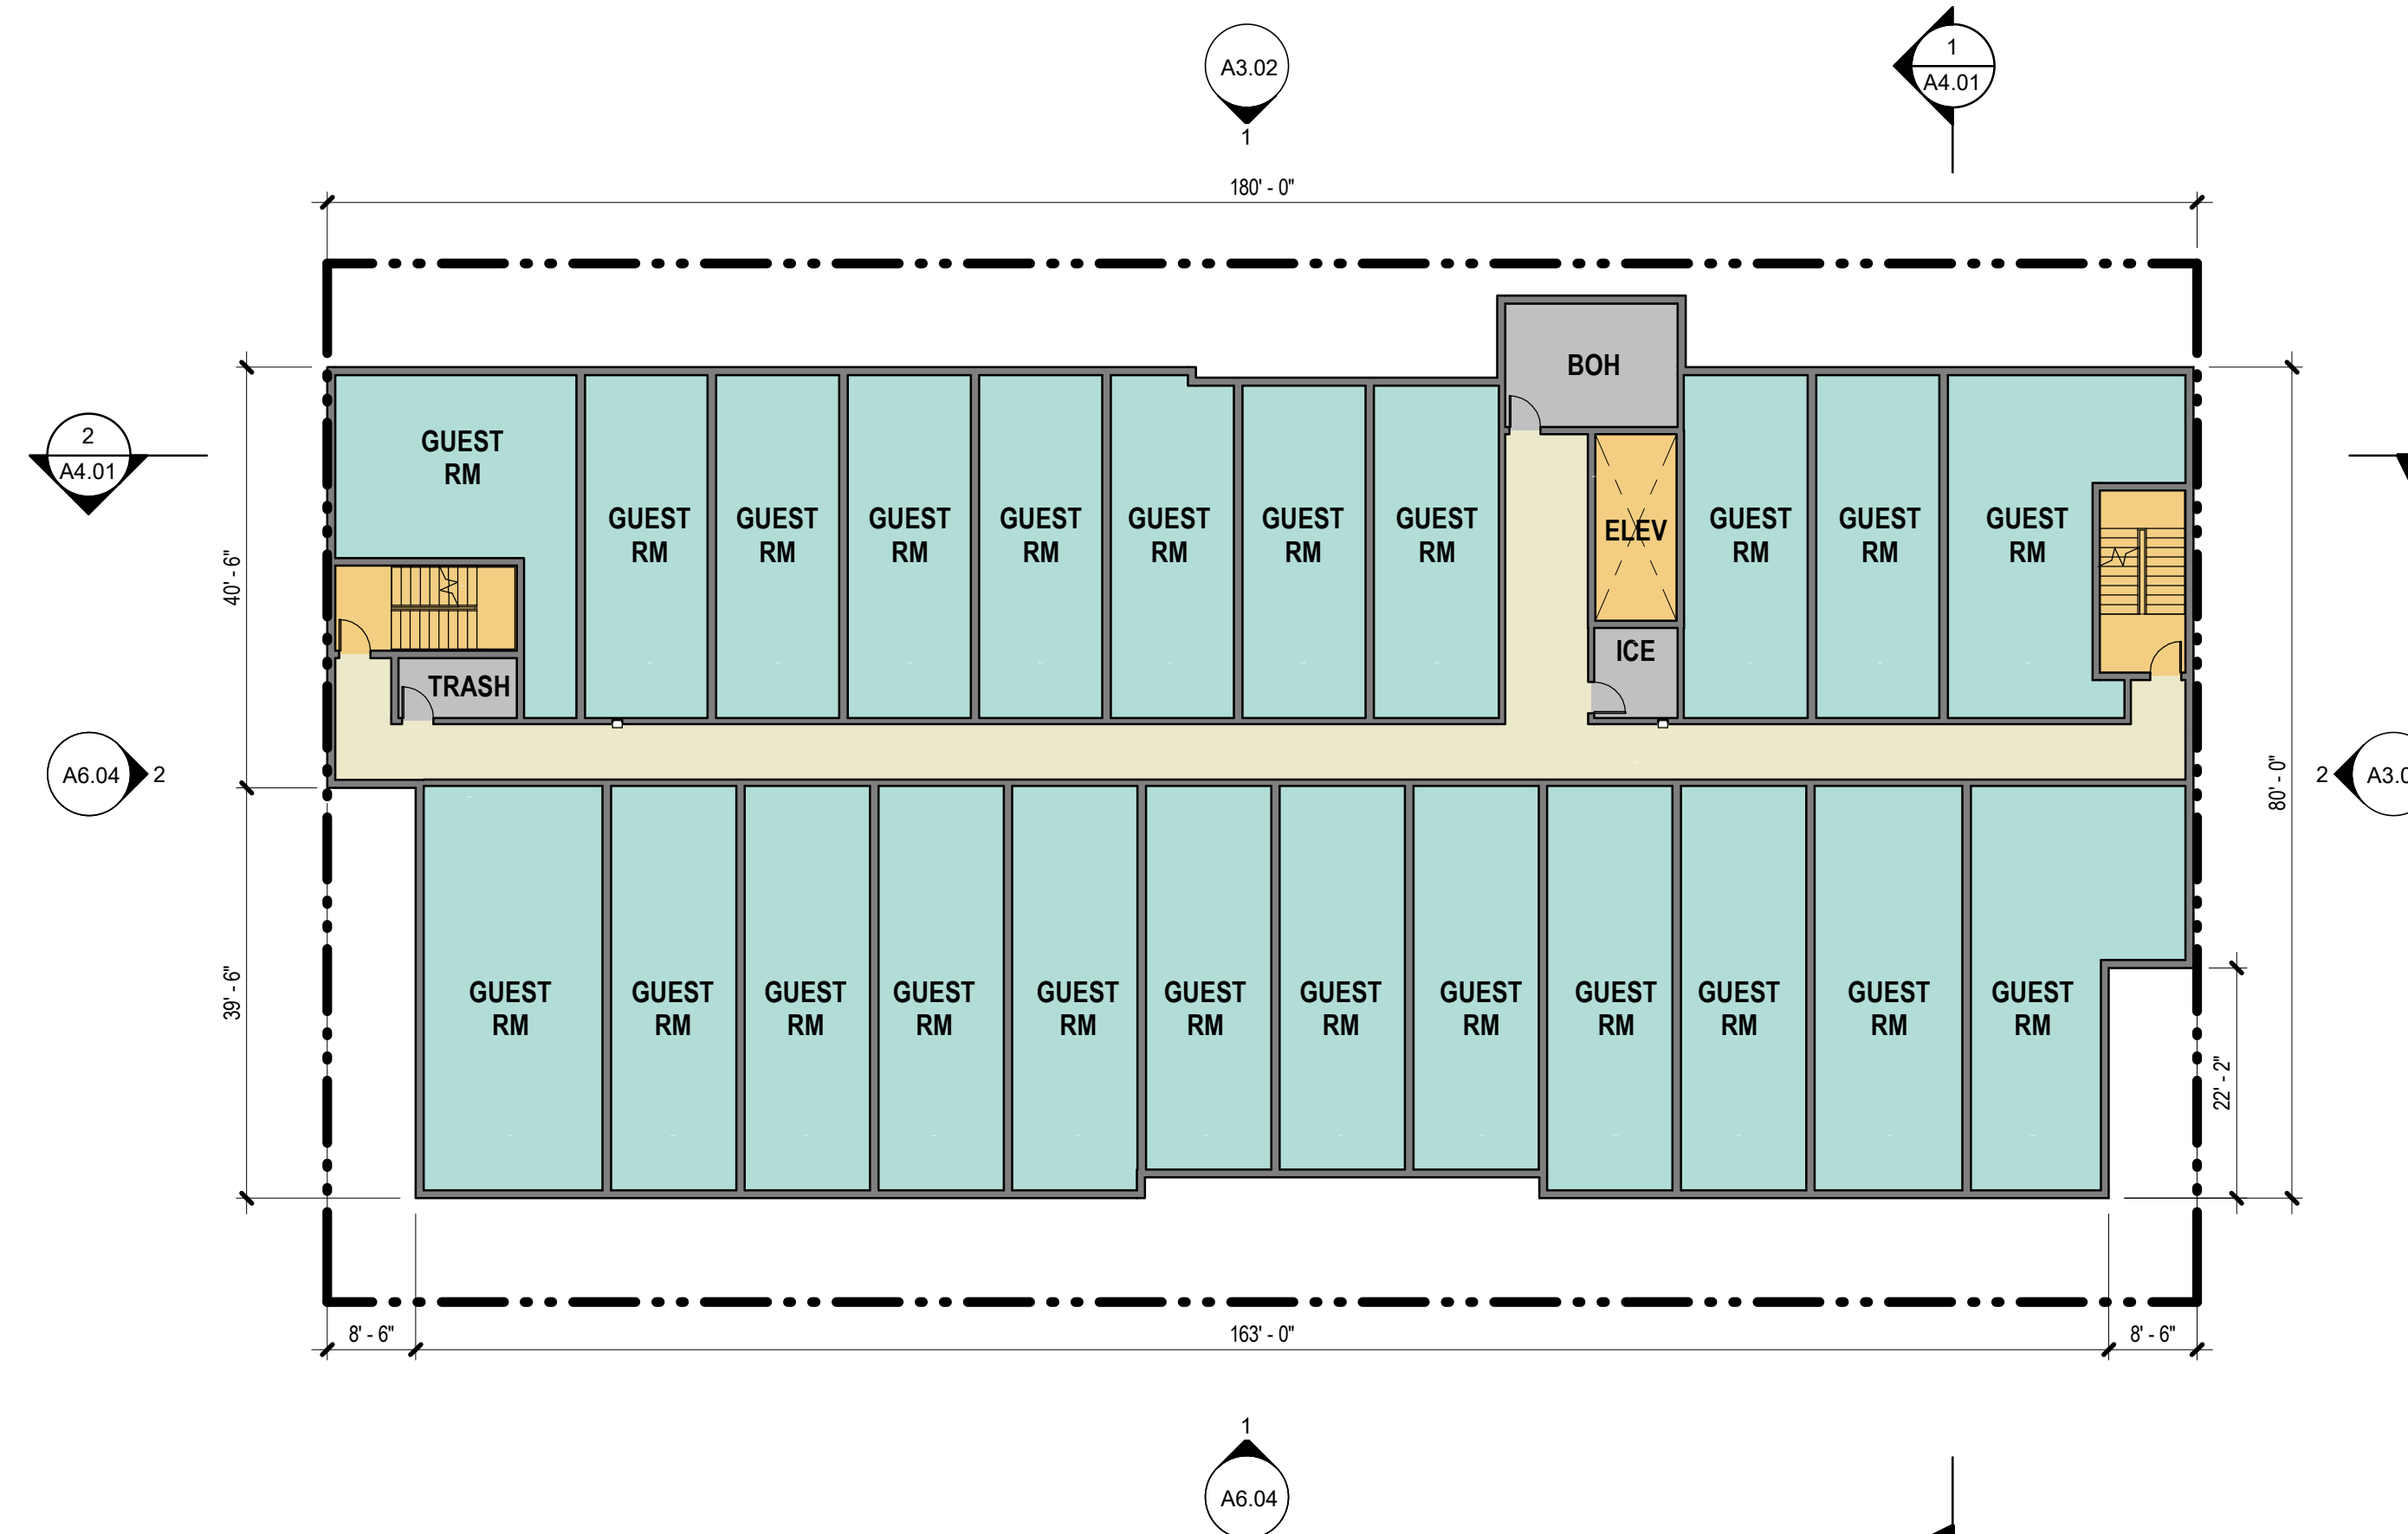 A3.02
1
1
A4.01
180' - 0"
BOH
2
A4.01
GUEST
RM
GUEST
RM
GUEST
RM
GUEST
RM
GUEST
RM
GUEST
RM
GUEST
RM
GUEST
RM
ELEV
GUEST
RM
GUEST
RM
GUEST
RM
40' - 6"
ICE
TRASH
A6.04
2
80' - 0"
2
A3.0
39' - 6"
GUEST
RM
GUEST
RM
GUEST
RM
GUEST
RM
GUEST
RM
GUEST
RM
GUEST
RM
GUEST
RM
GUEST
RM
GUEST
RM
GUEST
RM
GUEST
RM
22' - 2"
8' - 6"
163' - 0"
8' - 6"
1
A6.04